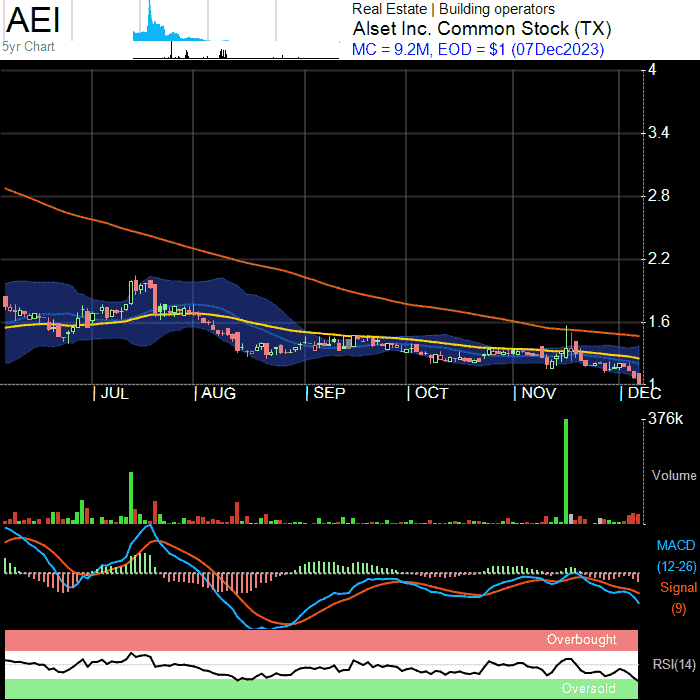 AEI
5yr Chart
Real Estate | Building operators
Alset Inc. Common Stock (TX)
MC = 9.2M, EOD = $1 (07Dec2023)
4
3.4
2.8
2.2
1.6
1
JUL
AUG
SEP
OCT
NOV
DEC
376k
Volume
MACD
(12-26)
Signal
(9)
Overbought
RSI(14)
Oversold